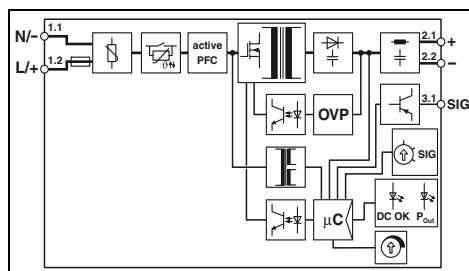 N/-
1.1
L/+
1.2
active
PFC
2.1
+
2.2
-
3.1
SIG
OVP
SIG
µC
DC OK
P Out